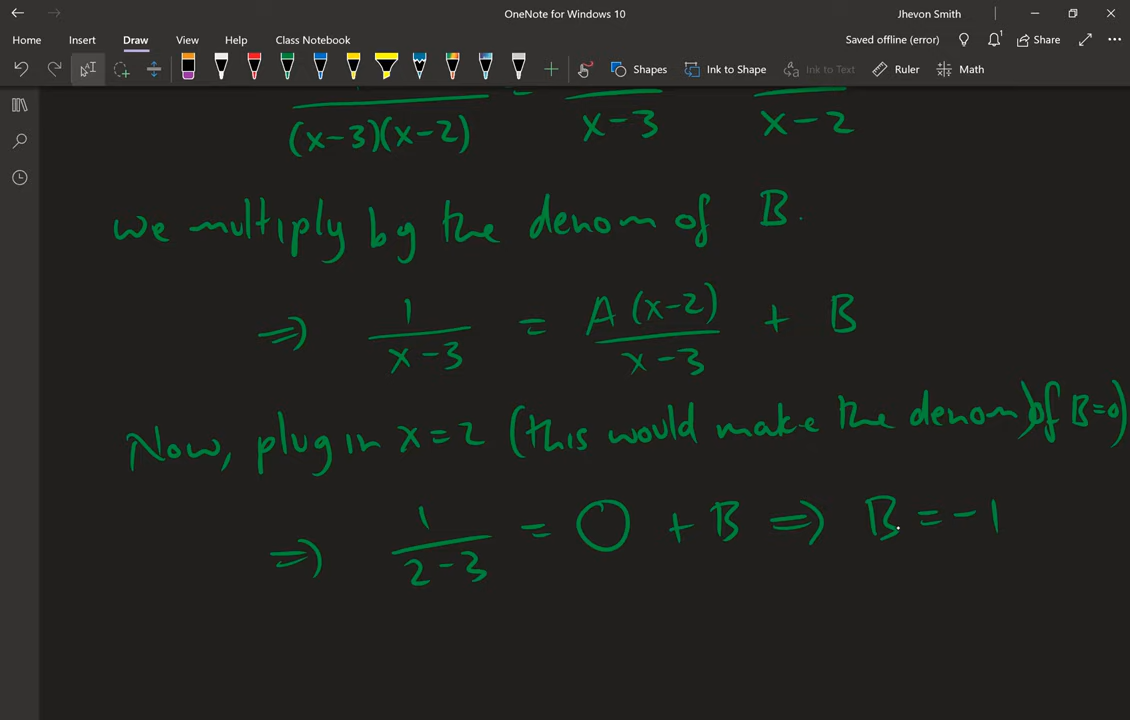 OneNote for Windows 10
Jhevon Smith
Home Insert Draw View Help Class Notebook
Saved offline (error) Share
Shapes Ink to Shape Ink to Text Ruler Math
(x-3)(x-2) = x-3 x-2
we multiply by the denom of B.
⇒ 1/(x-3) = A(x-2)/(x-3) + B
Now, plug in x=2 (this would make the denom) of B=0)
⇒ 1/(2-3) = 0 + B ⇒ B = -1